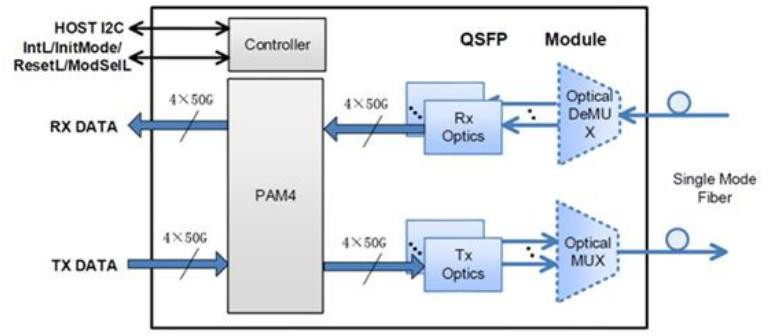 HOST I2C
IntL/InitMode/
ResetL/ModSelL
Controller
QSFP Module
4×50G
RX DATA
PAM4
4×50G
Rx
Optics
Optical
DeMU
X
Single Mode
Fiber
4×50G
TX DATA
4×50G
Tx
Optics
Optical
MUX